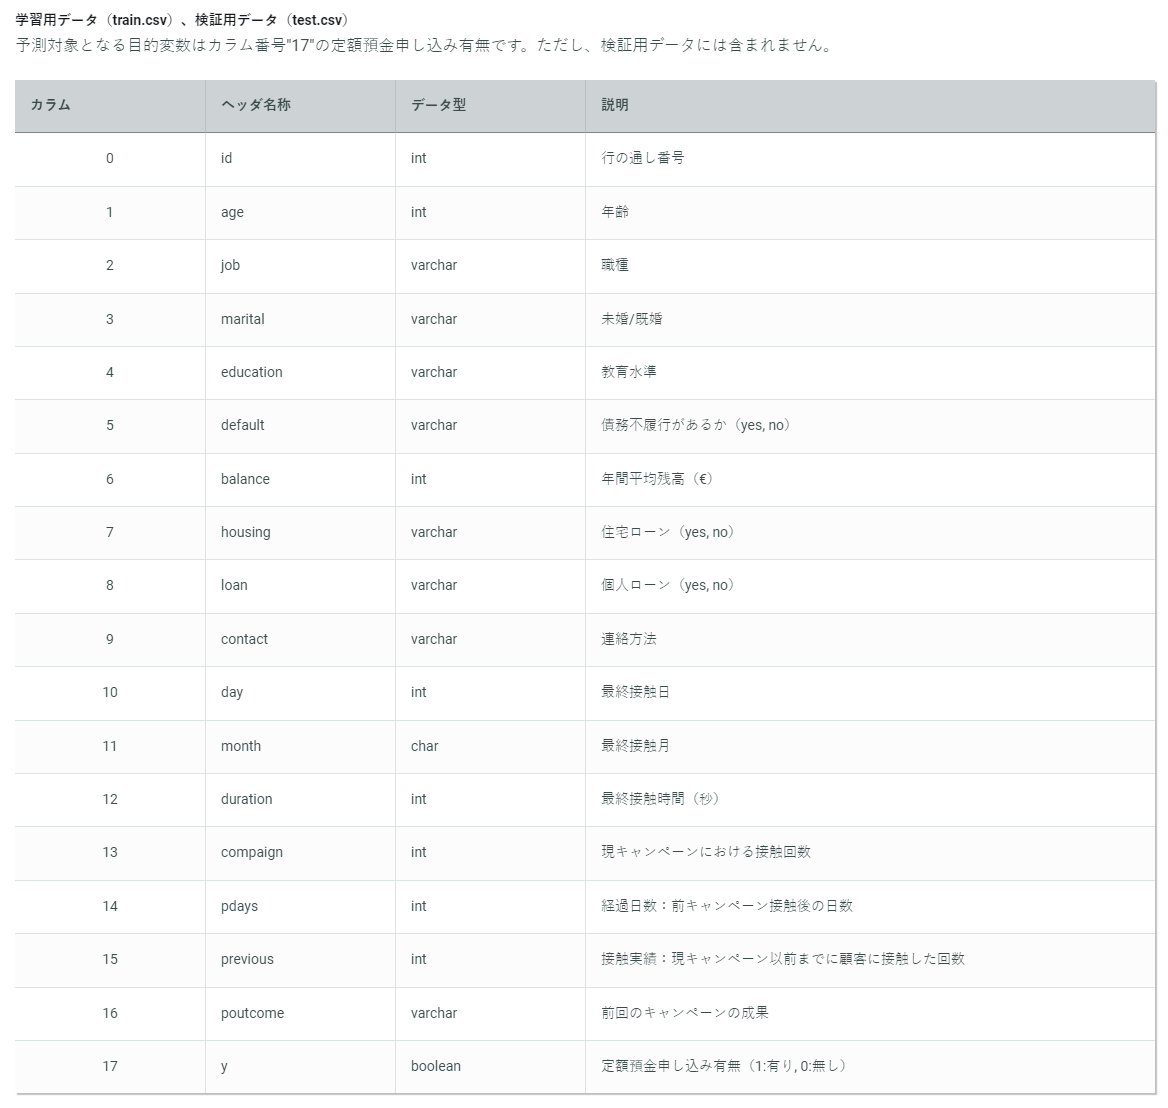 学習用データ（train.csv）、検証用データ（test.csv）
予測対象となる目的変数はカラム番号"17"の定額預金申し込み有無です。ただし、検証用データには含まれません。
カラム ヘッダ名称 データ型 説明
0 id int 行の通し番号
1 age int 年齢
2 job varchar 職種
3 marital varchar 未婚/既婚
4 education varchar 教育水準
5 default varchar 債務不履行があるか（yes, no）
6 balance int 年間平均残高（€）
7 housing varchar 住宅ローン（yes, no）
8 loan varchar 個人ローン（yes, no）
9 contact varchar 連絡方法
10 day int 最終接触日
11 month char 最終接触月
12 duration int 最終接触時間（秒）
13 compaign int 現キャンペーンにおける接触回数
14 pdays int 経過日数：前キャンペーン接触後の日数
15 previous int 接触実績：現キャンペーン以前までに顧客に接触した回数
16 poutcome varchar 前回のキャンペーンの成果
17 y boolean 定額預金申し込み有無（1:有り, 0:無し）